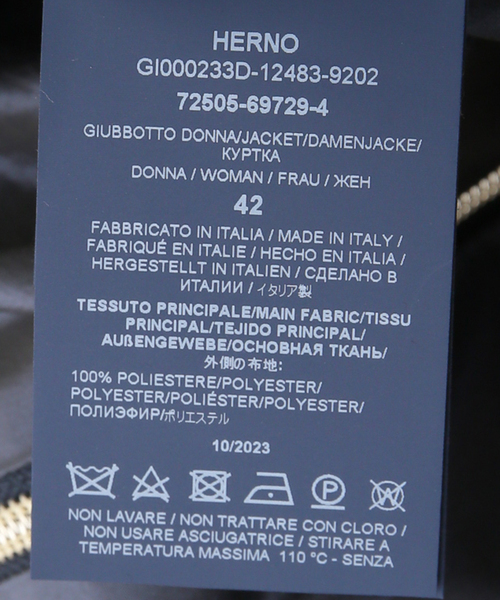 HERNO
GI000233D-12483-9202
72505-69729-4
GIUBBOTTO DONNA/JACKET/DAMENJACKE/
КУРТКА
DONNA / WOMAN / FRAU / ЖЕН
42
FABBRICATO IN ITALIA / MADE IN ITALY /
FABRIQUÉ EN ITALIE / HECHO EN ITALIA /
HERGESTELLT IN ITALIEN / СДЕЛАНО В
ИТАЛИИ / イタリア製
TESSUTO PRINCIPALE/MAIN FABRIC/TISSU
PRINCIPAL/TEJIDO PRINCIPAL/
AUßENGEWEBE/ОСНОВНАЯ ТКАНЬ/
外側の布地:
100% POLIESTERE/POLYESTER/
POLYESTER/POLIÉSTER/POLYESTER/
ПОЛИЭФИР/ポリエステル
10/2023
P W
NON LAVARE / NON TRATTARE CON CLORO /
NON USARE ASCIUGATRICE / STIRARE A
TEMPERATURA MASSIMA 110 °C - SENZA